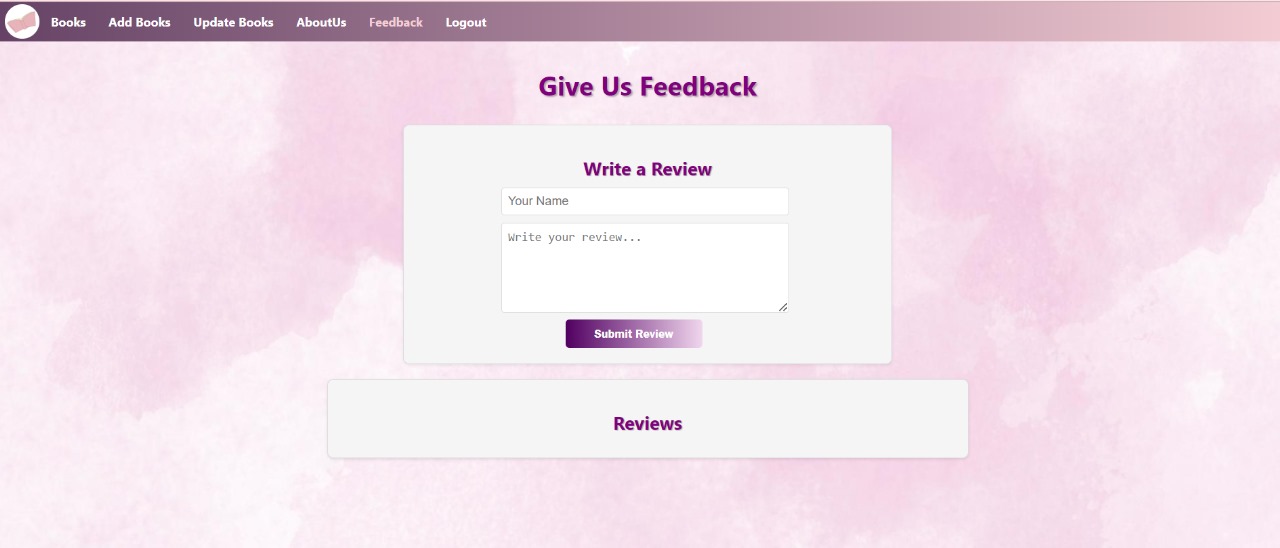 Books Add Books Update Books AboutUs Feedback Logout
Give Us Feedback
Write a Review
Your Name
Write your review...
Submit Review
Reviews